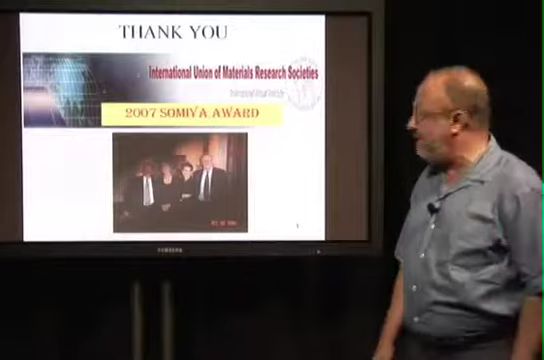 THANK YOU
International Union of Materials Research Societies
2007 SOMIYA AWARD
SAMSUNG